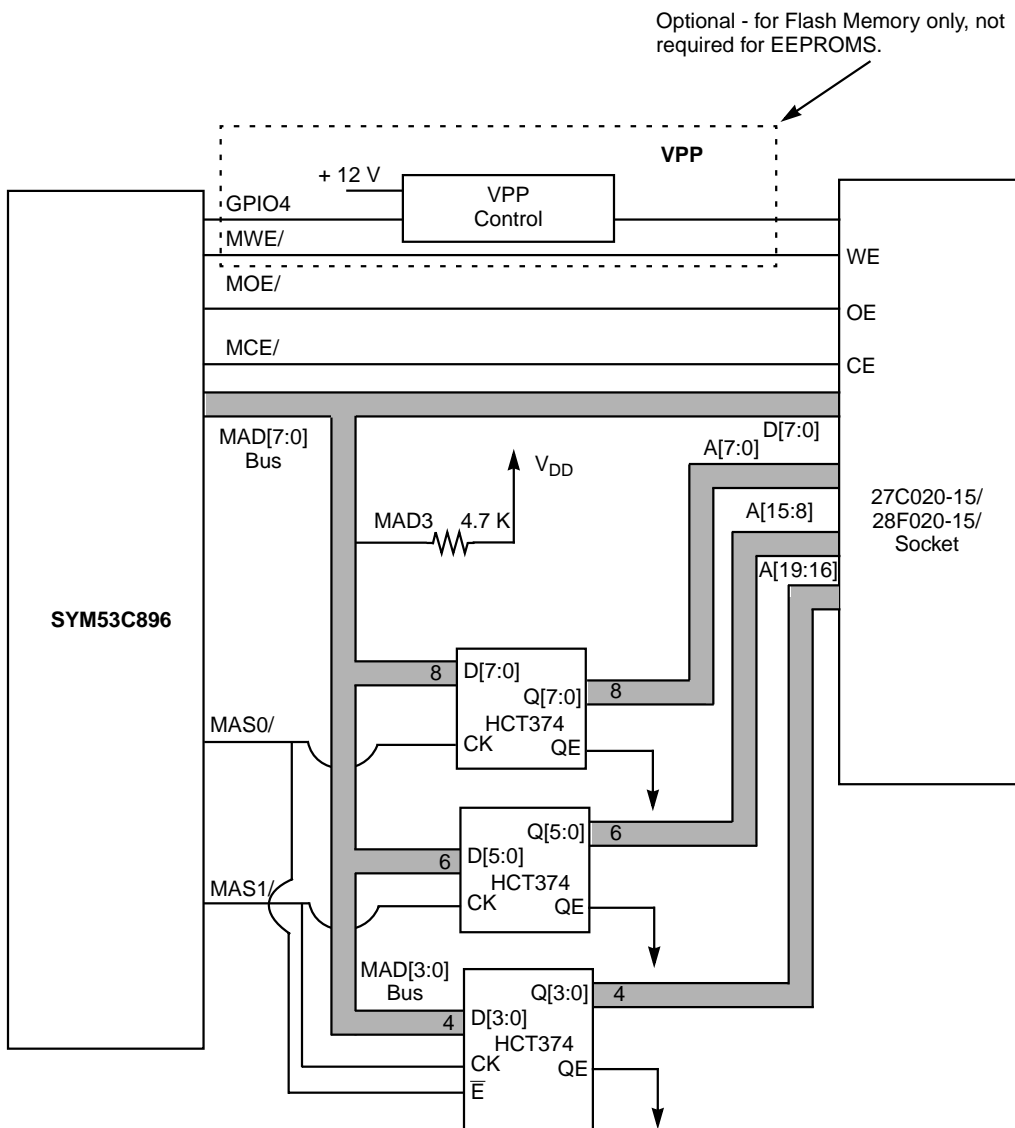 Optional - for Flash Memory only, not
required for EEPROMS.
VPP
+ 12 V
VPP
Control
GPIO4
MWE/
WE
MOE/
OE
MCE/
CE
MAD[7:0]
Bus
D[7:0]
A[7:0]
VDD
MAD3
4.7 K
A[15:8]
27C020-15/
28F020-15/
Socket
A[19:16]
SYM53C896
8
D[7:0]
Q[7:0]
8
HCT374
MAS0/
CK
QE
Q[5:0]
6
6
D[5:0]
HCT374
MAS1/
CK
QE
MAD[3:0]
Bus
Q[3:0]
4
4
D[3:0]
HCT374
CK
QE
E